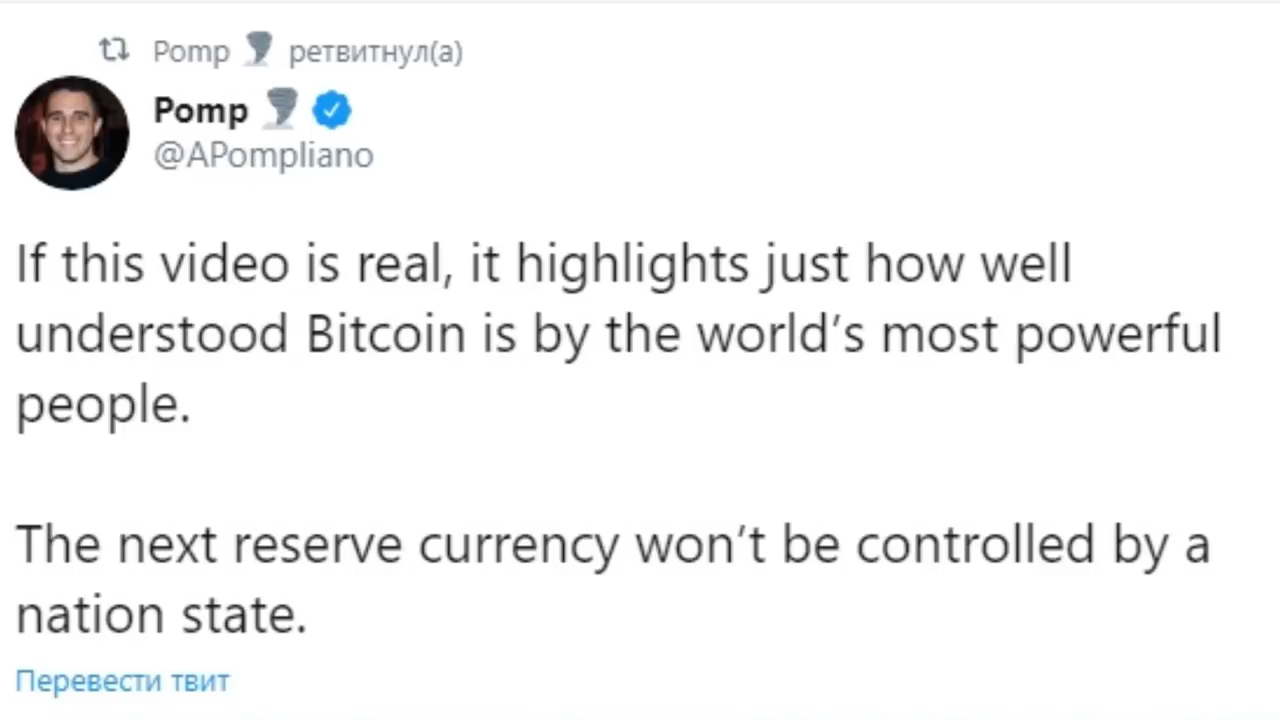 Pomp ретвитнул(а)
Pomp
@APompliano
If this video is real, it highlights just how well
understood Bitcoin is by the world’s most powerful
people.
The next reserve currency won’t be controlled by a
nation state.
Перевести твит